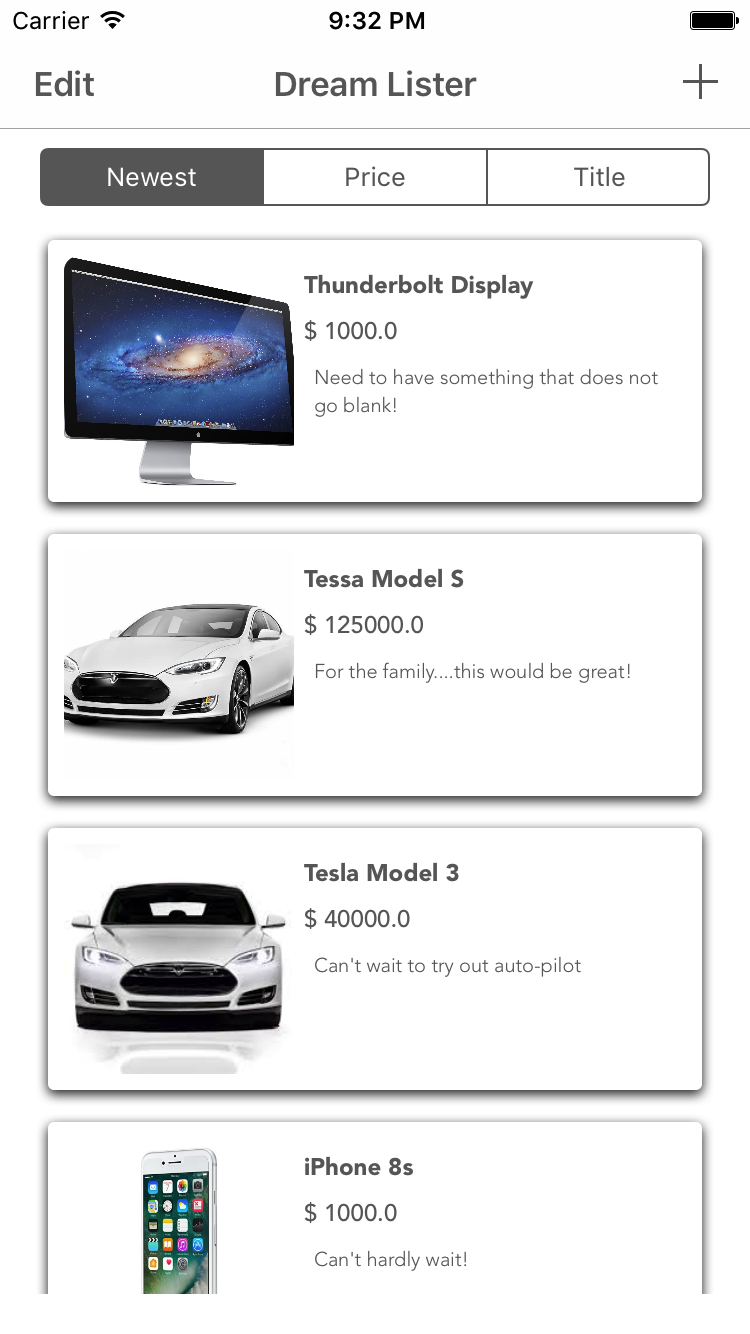 Carrier 9:32 PM
Edit Dream Lister
Newest Price Title
Thunderbolt Display
$ 1000.0
Need to have something that does not
go blank!
Tessa Model S
$ 125000.0
For the family....this would be great!
Tesla Model 3
$ 40000.0
Can't wait to try out auto-pilot
iPhone 8s
$ 1000.0
Can't hardly wait!